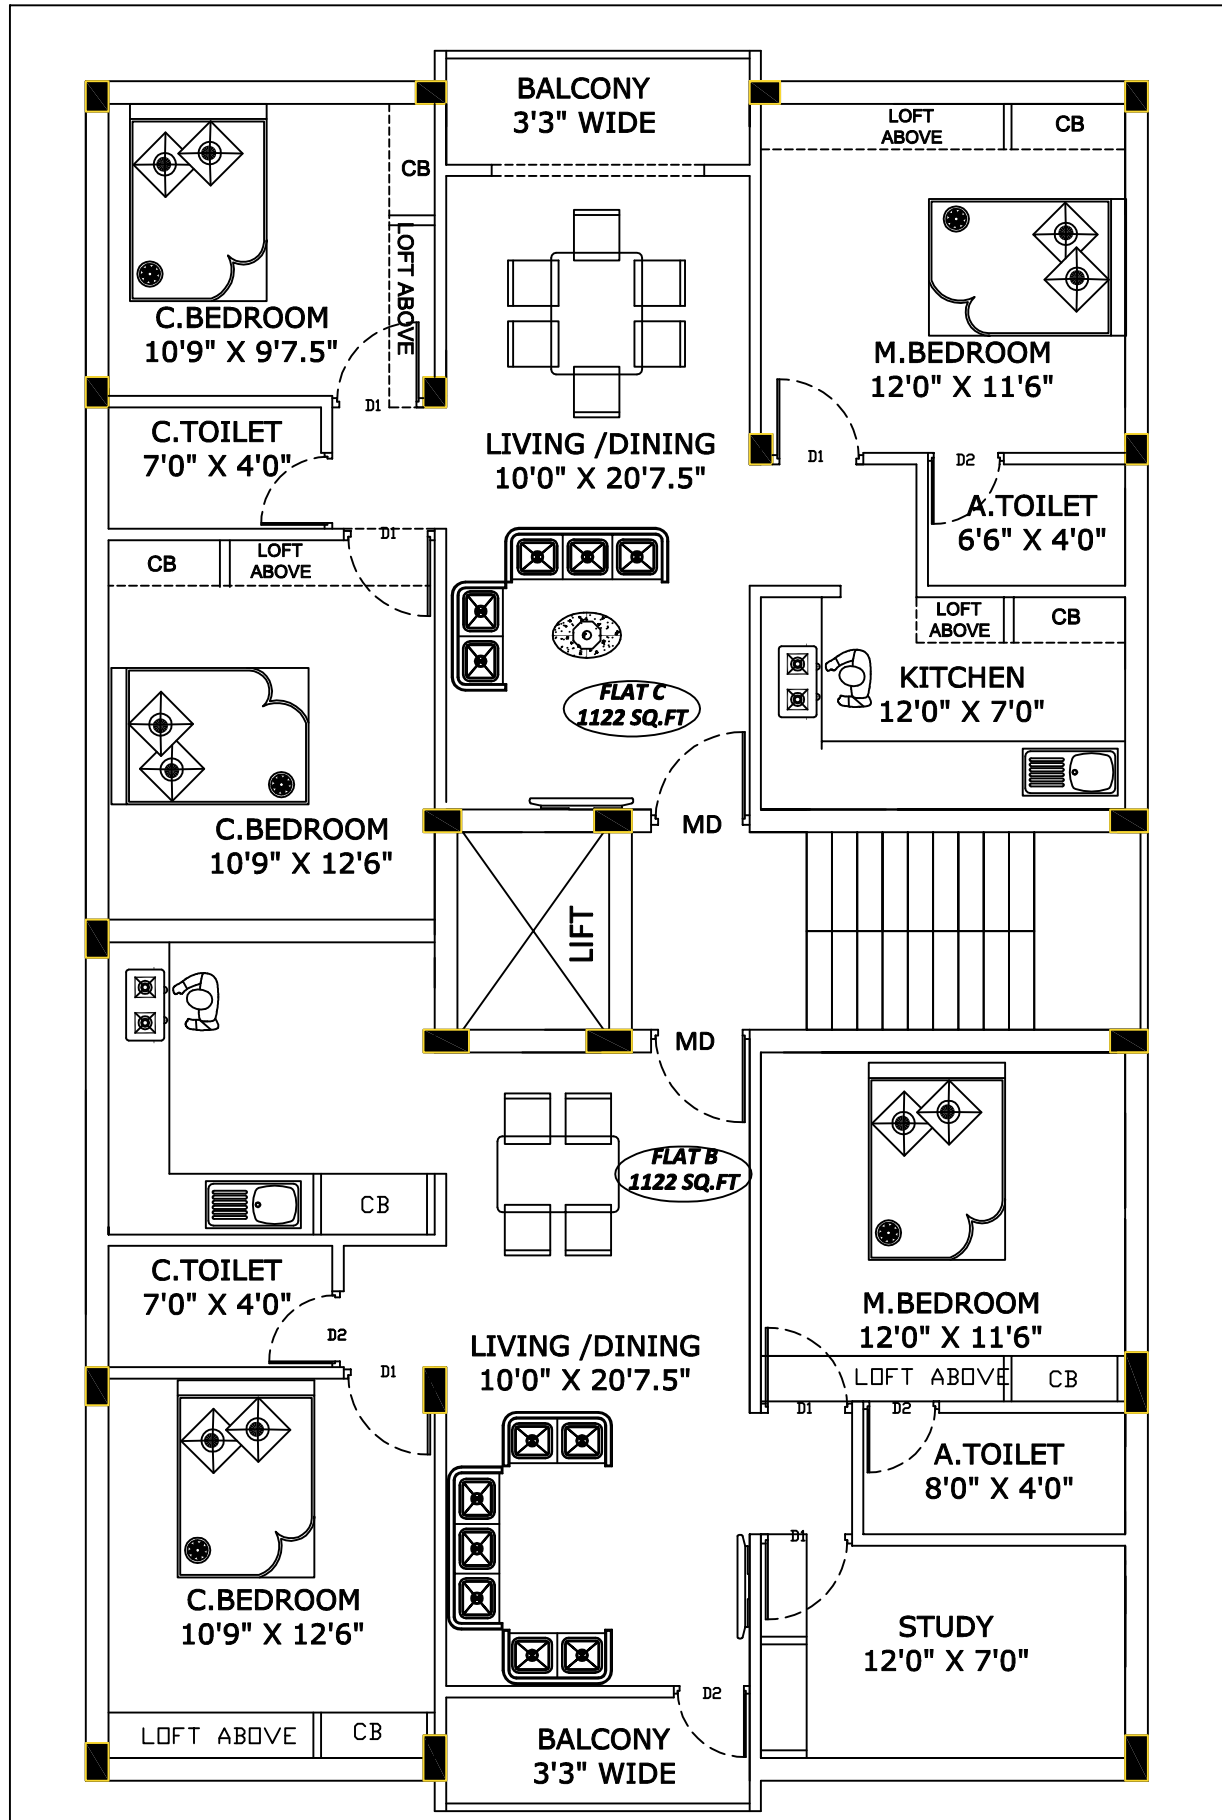 BALCONY
3'3" WIDE
LOFT
ABOVE
CB
CB
LOFT ABOVE
C.BEDROOM
10'9" X 9'7.5"
M.BEDROOM
12'0" X 11'6"
D1
C.TOILET
7'0" X 4'0"
LIVING /DINING
10'0" X 20'7.5"
D1
D2
A.TOILET
6'6" X 4'0"
D1
CB
LOFT
ABOVE
LOFT
ABOVE
CB
FLAT C
1122 SQ.FT
KITCHEN
12'0" X 7'0"
C.BEDROOM
10'9" X 12'6"
MD
LIFT
MD
FLAT B
1122 SQ.FT
CB
C.TOILET
7'0" X 4'0"
D2
M.BEDROOM
12'0" X 11'6"
LIVING /DINING
10'0" X 20'7.5"
D1
LOFT ABOVE
CB
D1
D2
A.TOILET
8'0" X 4'0"
D1
C.BEDROOM
10'9" X 12'6"
STUDY
12'0" X 7'0"
D2
LOFT ABOVE
CB
BALCONY
3'3" WIDE